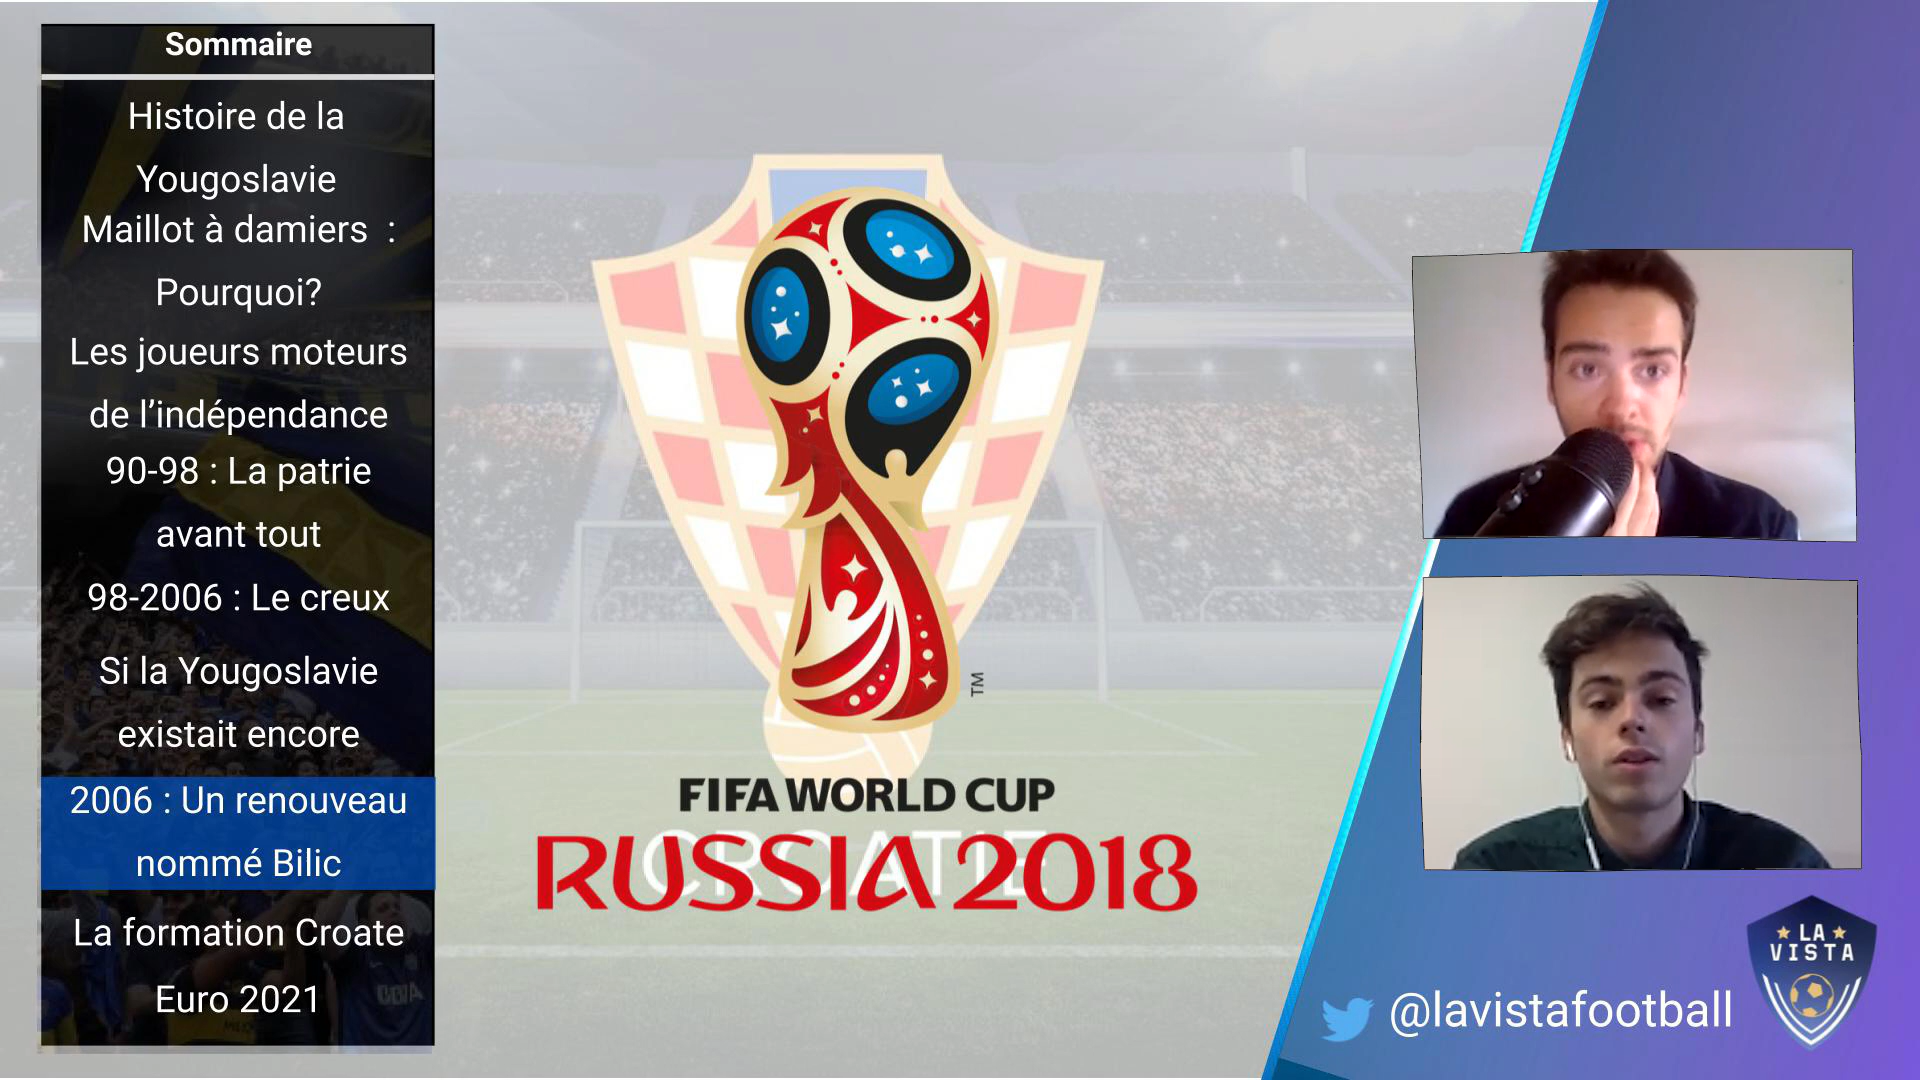 Sommaire
Histoire de la
Yougoslavie
Maillot à damiers :
Pourquoi?
Les joueurs moteurs
de l’indépendance
90-98 : La patrie
avant tout
98-2006 : Le creux
Si la Yougoslavie
existait encore
2006 : Un renouveau
nommé Bilic
La formation Croate
Euro 2021
TM
FIFA WORLD CUP
CROATIE
RUSSIA 2018
LA
VISTA
@lavistafootball